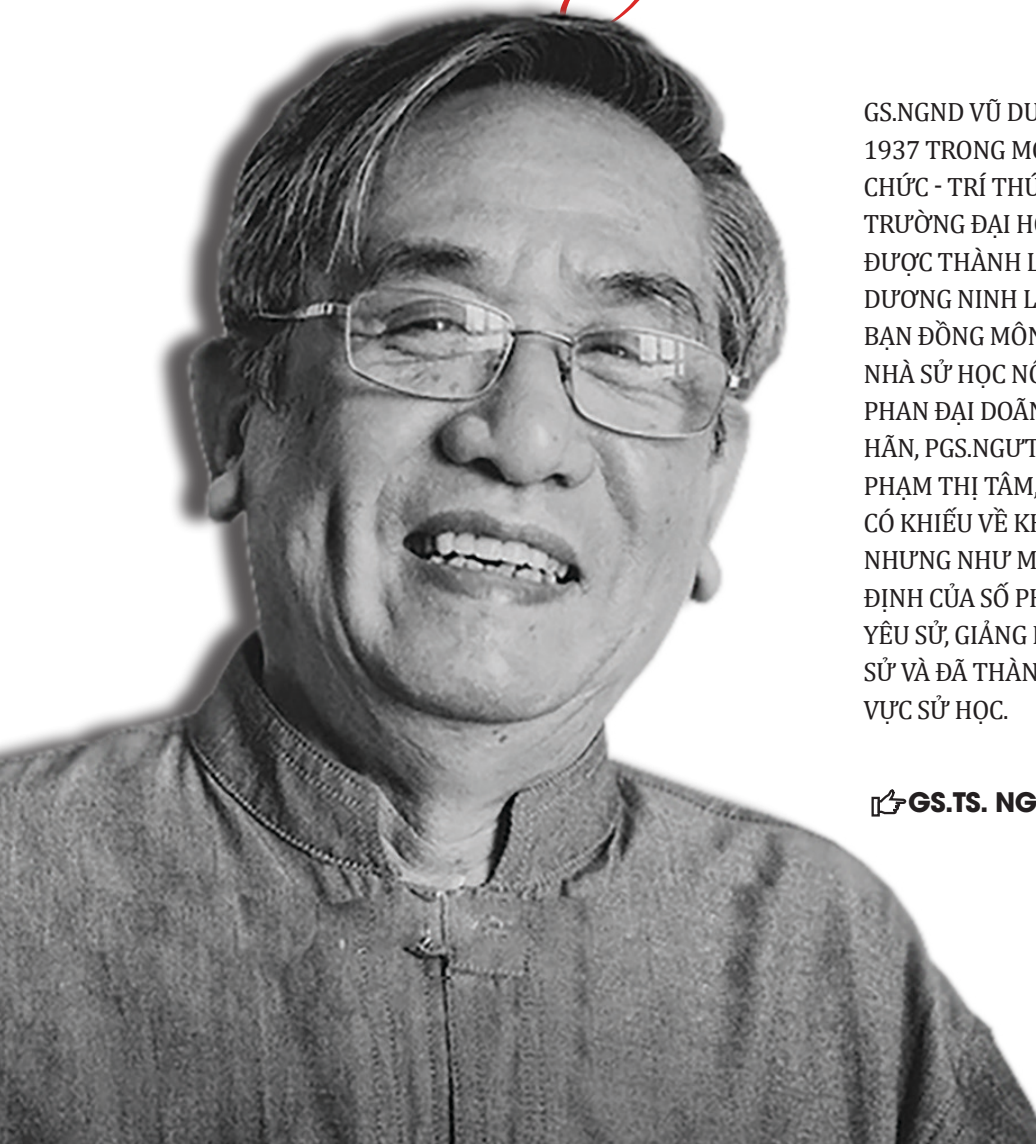 GS.NGND VŨ DU
1937 TRONG MỘ
CHỨC - TRÍ THÚ
TRƯỜNG ĐẠI HỌ
ĐƯỢC THÀNH L
DƯƠNG NINH LÀ
BẠN ĐỒNG MÔN
NHÀ SỬ HỌC NỔ
PHAN ĐẠI DOÃN
HÃN, PGS.NGƯT
PHẠM THỊ TÂM,
CÓ KHIẾU VỀ KH
NHƯNG NHƯ M
ĐỊNH CỦA SỐ PH
YÊU SỬ, GIẢNG
SỬ VÀ ĐÃ THÀN
VỰC SỬ HỌC.
GS.TS. NG